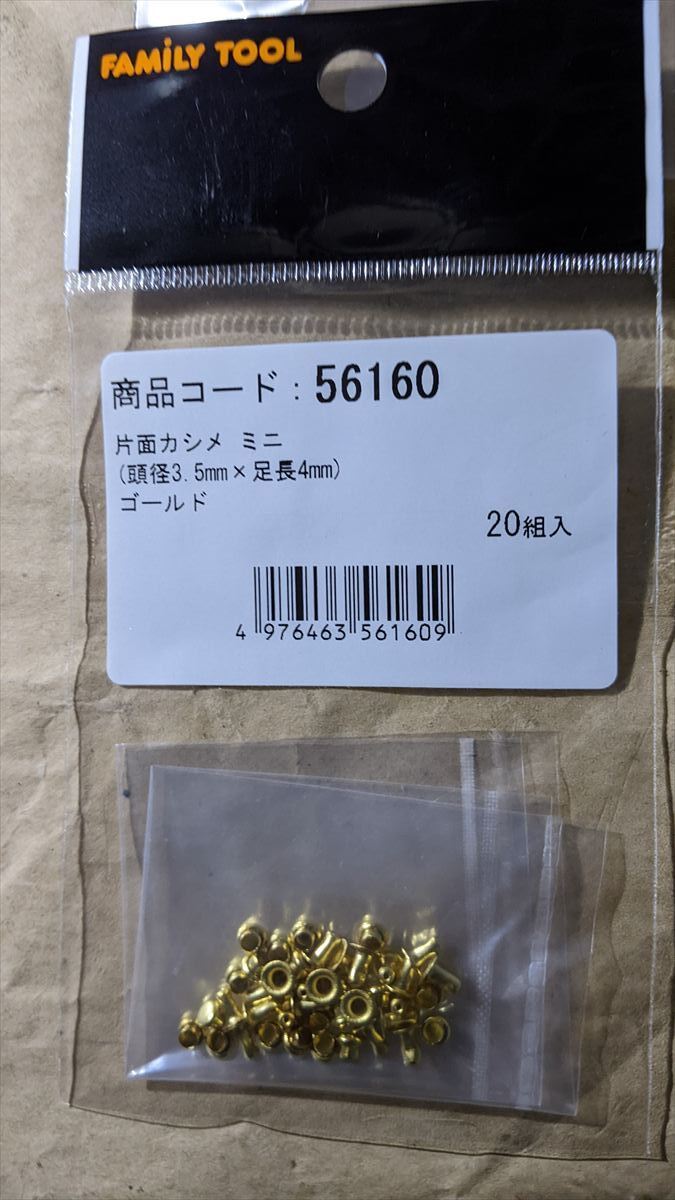 FAMiLY TOOL
商品コード：56160
片面カシメ ミニ
(頭径3.5mm×足長4mm)
ゴールド
20組入
4 976463 561609